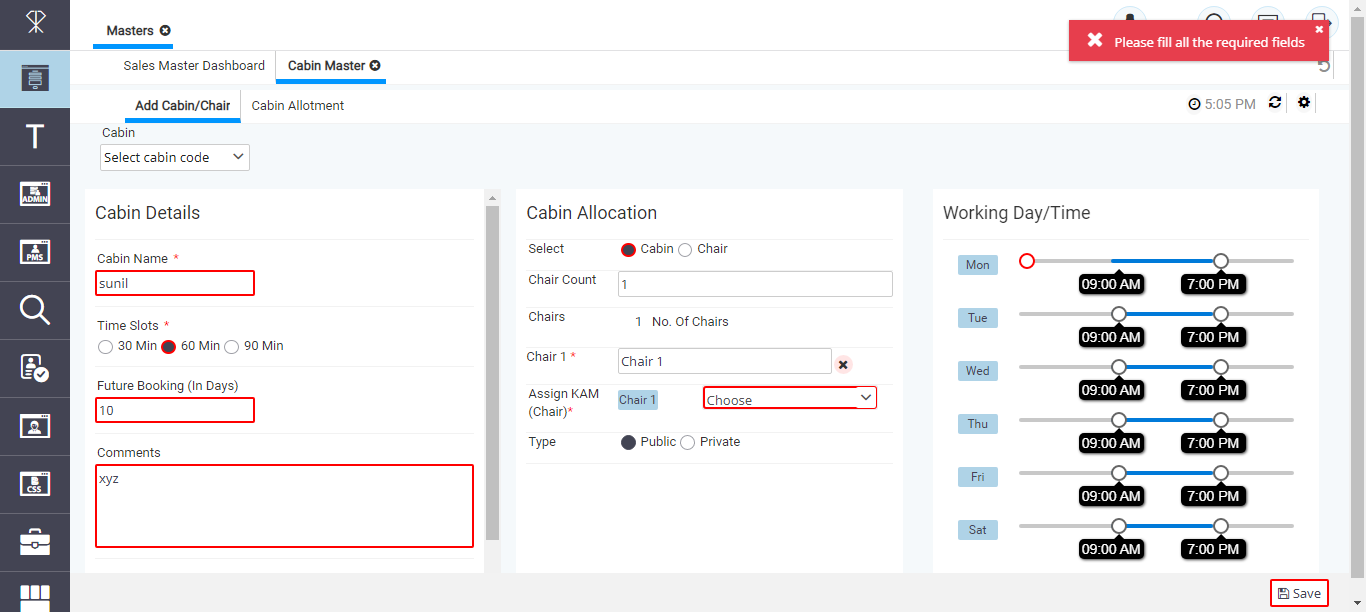 Masters
Please fill all the required fields
Sales Master Dashboard
Cabin Master
Add Cabin/Chair
Cabin Allotment
5:05 PM
T
ADMIN
PMS
CSS
Cabin
Select cabin code
Cabin Details
Cabin Name *
sunil
Time Slots *
30 Min 60 Min 90 Min
Future Booking (In Days)
10
Comments
xyz
Cabin Allocation
Select Cabin Chair
Chair Count 1
Chairs 1 No. Of Chairs
Chair 1 * Chair 1
Assign KAM (Chair)* Chair 1 Choose
Type Public Private
Working Day/Time
Mon
09:00 AM 7:00 PM
Tue
09:00 AM 7:00 PM
Wed
09:00 AM 7:00 PM
Thu
09:00 AM 7:00 PM
Fri
09:00 AM 7:00 PM
Sat
09:00 AM 7:00 PM
Save